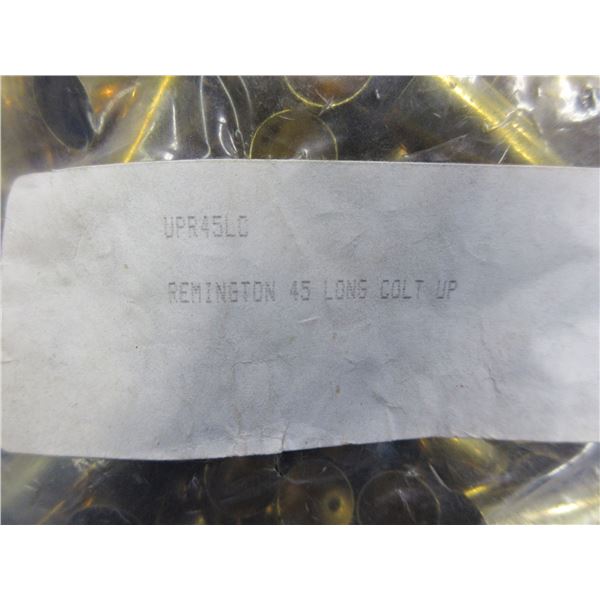 UPR45LC
REMINGTON 45 LONG COLT UP